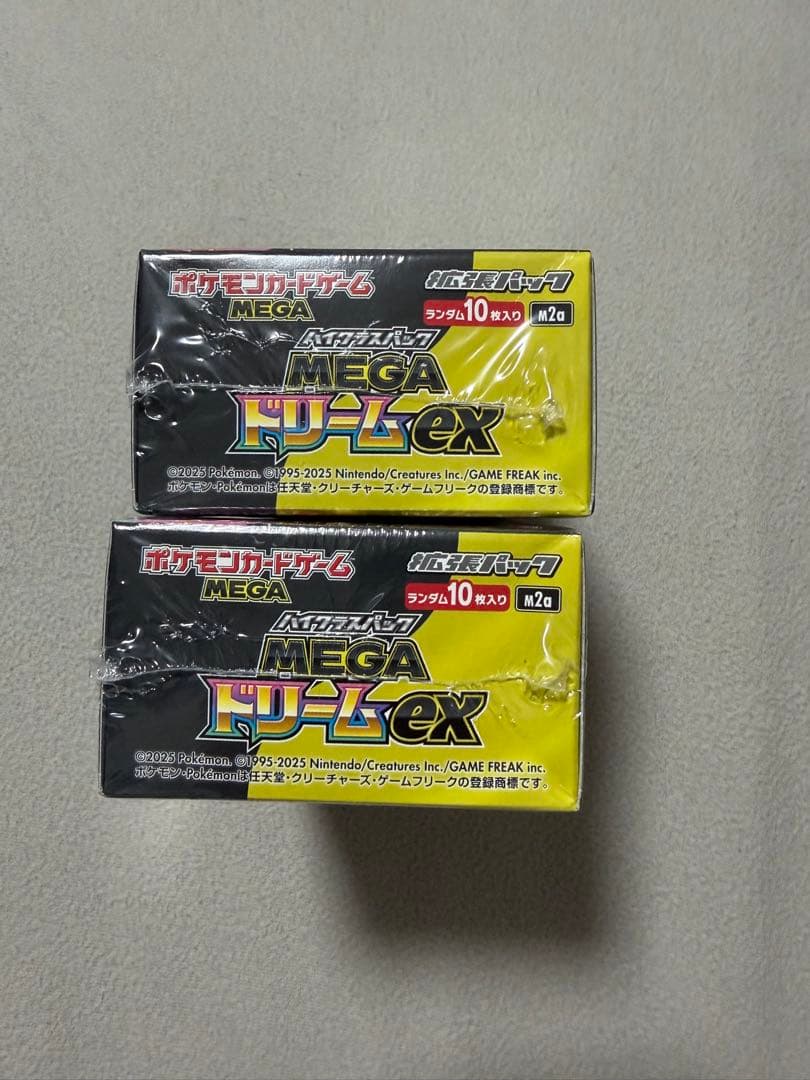 ポケモンカードゲーム
MEGA
拡張パック
ランダム10枚入り M2a
ハイクラスパック
MEGA
ドリームex
©2025 Pokémon. ©1995-2025 Nintendo/Creatures Inc./GAME FREAK inc.
ポケモン・Pokémonは任天堂・クリーチャーズ・ゲームフリークの登録商標です。
ポケモンカードゲーム
MEGA
拡張パック
ランダム10枚入り M2a
ハイクラスパック
MEGA
ドリームex
©2025 Pokémon. ©1995-2025 Nintendo/Creatures Inc./GAME FREAK inc.
ポケモン・Pokémonは任天堂・クリーチャーズ・ゲームフリークの登録商標です。